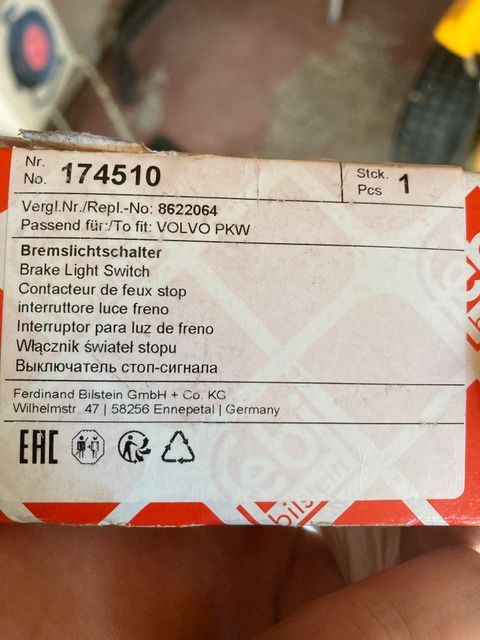 Nr.
No. 174510
Stck.
Pcs 1
Vergl.Nr./Repl.-No: 8622064
Passend für:/To fit: VOLVO PKW
Bremslichtschalter
Brake Light Switch
Contacteur de feux stop
interruttore luce freno
Interruptor para luz de freno
Włącznik świateł stopu
Выключатель стоп-сигнала
Ferdinand Bilstein GmbH + Co. KG
Wilhelmstr. 47 | 58256 Ennepetal | Germany
EAC
febi
bilstein